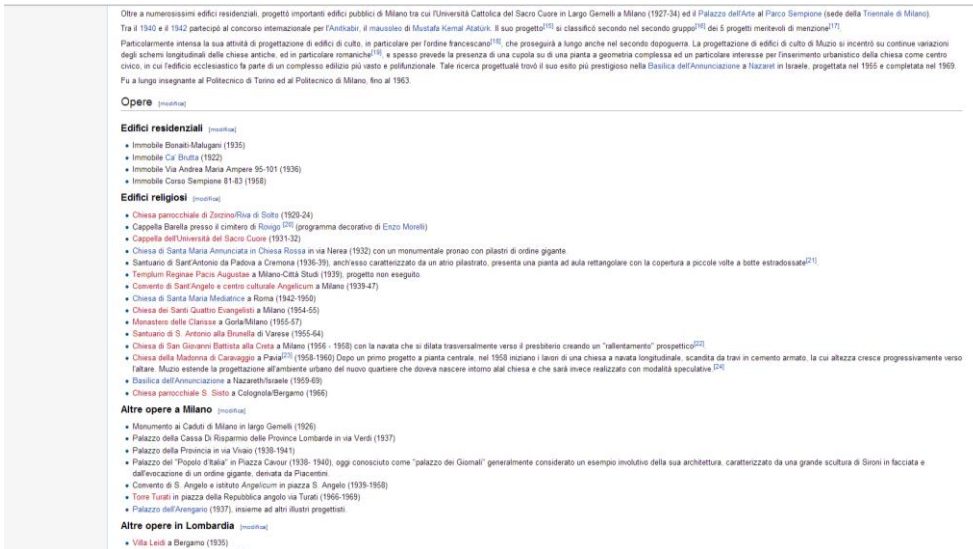 Oltre a numerosissimi edifici residenziali, progettò importanti edifici pubblici di Milano tra cui l'Università Cattolica del Sacro Cuore in Largo Gemelli a Milano (1927-34) ed il Palazzo dell'Arte al Parco Sempione (sede della Triennale di Milano).
Tra il 1940 e il 1942 partecipò al concorso internazionale per l'Anıtkabir, il mausoleo di Mustafa Kemal Atatürk. Il suo progetto[15] si classificò secondo nel secondo gruppo[16] dei 5 progetti meritevoli di menzione[17].
Particolarmente intensa la sua attività di progettazione di edifici di culto, in particolare per l'ordine francescano[18], che proseguirà a lungo anche nel secondo dopoguerra. La progettazione di edifici di culto di Muzio si incentrò su continue variazioni
degli schemi longitudinali delle chiese antiche, ed in particolare romaniche[19], e spesso prevede la presenza di una cupola su di una pianta a geometria complessa ed un particolare interesse per l'inserimento urbanistico della chiesa come centro
civico, in cui l'edificio ecclesiastico fa parte di un complesso edilizio più vasto e polifunzionale. Tale ricerca progettuale trovò il suo esito più prestigioso nella Basilica dell'Annunciazione a Nazaret in Israele, progettata nel 1955 e completata nel 1969.
Fu a lungo insegnante al Politecnico di Torino ed al Politecnico di Milano, fino al 1963.
Opere [modifica]
Edifici residenziali [modifica]
• Immobile Bonaiti-Malugani (1935)
• Immobile Ca' Brutta (1922)
• Immobile Via Andrea Maria Ampere 95-101 (1936)
• Immobile Corso Sempione 81-83 (1958)
Edifici religiosi [modifica]
• Chiesa parrocchiale di Zorzino/Riva di Solto (1920-24)
• Cappella Barella presso il cimitero di Rovigo [20] (programma decorativo di Enzo Morelli)
• Cappella dell'Università del Sacro Cuore (1931-32)
• Chiesa di Santa Maria Annunciata in Chiesa Rossa in via Nerea (1932) con un monumentale pronao con pilastri di ordine gigante
• Santuario di Sant'Antonio da Padova a Cremona (1936-39), anch'esso caratterizzato da un atrio pilastrato, presenta una pianta ad aula rettangolare con la copertura a piccole volte a botte estradossate[21].
• Templum Reginae Pacis Augustae a Milano-Città Studi (1939), progetto non eseguito
• Convento di Sant'Angelo e centro culturale Angelicum a Milano (1939-47)
• Chiesa di Santa Maria Mediatrice a Roma (1942-1950)
• Chiesa dei Santi Quattro Evangelisti a Milano (1954-55)
• Monastero delle Clarisse a Gorla/Milano (1955-57)
• Santuario di S. Antonio alla Brunella di Varese (1955-64)
• Chiesa di San Giovanni Battista alla Creta a Milano (1956 - 1958) con la navata che si dilata trasversalmente verso il presbiterio creando un "rallentamento" prospettico[22]
• Chiesa della Madonna di Caravaggio a Pavia[23] (1958-1960) Dopo un primo progetto a pianta centrale, nel 1958 iniziano i lavori di una chiesa a navata longitudinale, scandita da travi in cemento armato, la cui altezza cresce progressivamente verso
l'altare. Muzio estende la progettazione all'ambiente urbano del nuovo quartiere che doveva nascere intorno alal chiesa e che sarà invece realizzato con modalità speculative.[24]
• Basilica dell'Annunciazione a Nazareth/Israele (1959-69)
• Chiesa parrocchiale S. Sisto a Colognola/Bergamo (1966)
Altre opere a Milano [modifica]
• Monumento ai Caduti di Milano in largo Gemelli (1926)
• Palazzo della Cassa Di Risparmio delle Province Lombarde in via Verdi (1937)
• Palazzo della Provincia in via Vivaio (1938-1941)
• Palazzo del "Popolo d'Italia" in Piazza Cavour (1938- 1940), oggi conosciuto come "palazzo dei Giornali" generalmente considerato un esempio involutivo della sua architettura, caratterizzato da una grande scultura di Sironi in facciata e
dall'evocazione di un ordine gigante, derivata da Piacentini.
• Convento di S. Angelo e istituto Angelicum in piazza S. Angelo (1939-1958)
• Torre Turati in piazza della Repubblica angolo via Turati (1966-1969)
• Palazzo dell'Arengario (1937), insieme ad altri illustri progettisti.
Altre opere in Lombardia [modifica]
• Villa Leidi a Bergamo (1935)